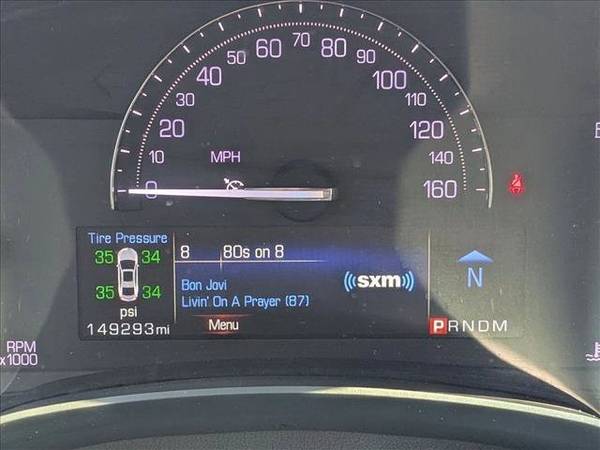 70
60 80
50 90
40 100
30 110
20 120
10 MPH 140
0 160
Tire Pressure
35 34
35 34
psi
149293 mi
8 80s on 8
Bon Jovi
Livin' On A Prayer (87)
((sxm))
Menu
N
PRNDM
RPM
x1000